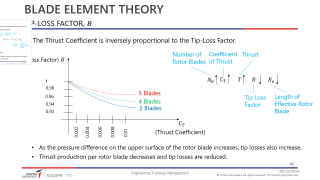 BLADE ELEMENT THEORY
P-LOSS FACTOR, B
The Thrust Coefficient is inversely proportional to the Tip-Loss Factor.
Loss Factor) B
Number of Rotor Blades
Coefficient of Thrust
Thrust
C_T ↑ T ↑ B ↓
Tip Loss Factor
Length of Effective Rotor Blade
1
0.98
0.96
0.94
0.92
5 Blades
4 Blades
2 Blades
0.002
0.004
0.006
0.008
0.01
C_T
(Thrust Coefficient)
• As the pressure difference on the upper surface of the rotor blade increases, tip losses also increase.
• Thrust production per rotor blade decreases and tip losses are reduced.
Engineering Training Management